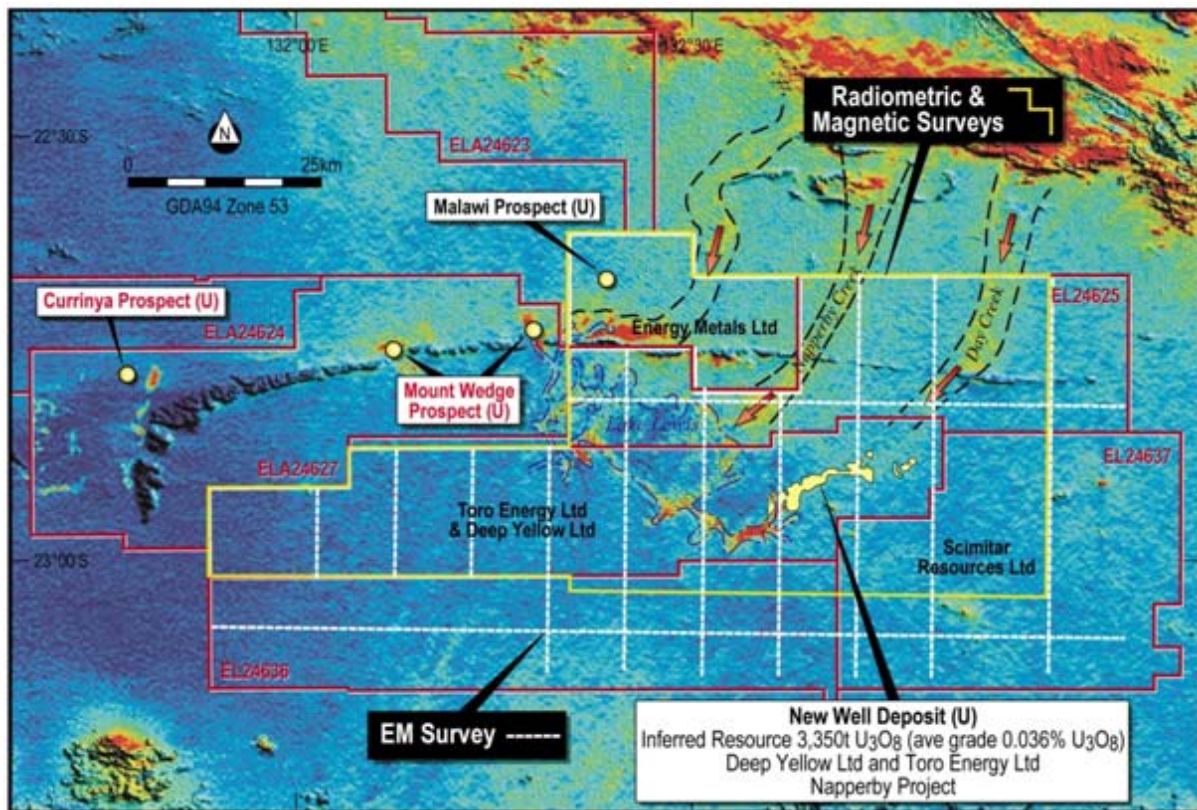 132°00'E
132°30'E
22°30'S
N
0
25km
GDA94 Zone 53
ELA24623
Radiometric &
Magnetic Surveys
Malawi Prospect (U)
Currinya Prospect (U)
ELA24624
Energy Metals Ltd
Napperby Creek
Day Creek
EL24625
Mount Wedge
Prospect (U)
Lake Lewis
ELA24627
EL24637
Toro Energy Ltd
& Deep Yellow Ltd
23°00'S
Scimitar
Resources Ltd
EL24636
EM Survey
New Well Deposit (U)
Inferred Resource 3,350t U3O8 (ave grade 0.036% U3O8)
Deep Yellow Ltd and Toro Energy Ltd
Napperby Project